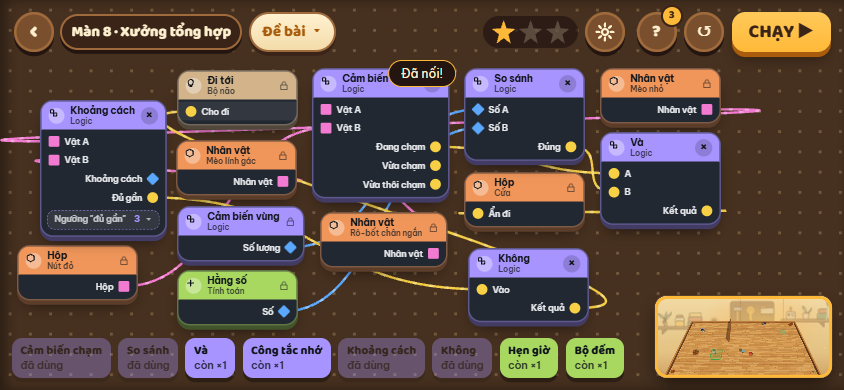 Màn 8 · Xưởng tổng hợp
Đề bài
3
?
CHẠY
Đã nối!
Khoảng cách
Logic
Vật A
Vật B
Khoảng cách
Đủ gần
Ngưỡng "đủ gần" 3
Đi tới
Bộ não
Cho đi
Nhân vật
Mèo lính gác
Nhân vật
Cảm biến vùng
Logic
Số lượng
Hằng số
Tính toán
Số
Hộp
Nút đỏ
Hộp
Cảm biến
Logic
Vật A
Vật B
Đang chạm
Vừa chạm
Vừa thôi chạm
Nhân vật
Rô-bốt chăn ngắn
Nhân vật
So sánh
Logic
Số A
Số B
Đúng
Hộp
Cửa
Ẩn đi
Không
Logic
Vào
Kết quả
Nhân vật
Mèo nhỏ
Nhân vật
Và
Logic
A
B
Kết quả
Cảm biến chạm
đã dùng
So sánh
đã dùng
Và
còn ×1
Công tắc nhớ
còn ×1
Khoảng cách
đã dùng
Không
đã dùng
Hẹn giờ
còn ×1
Bộ đếm
còn ×1